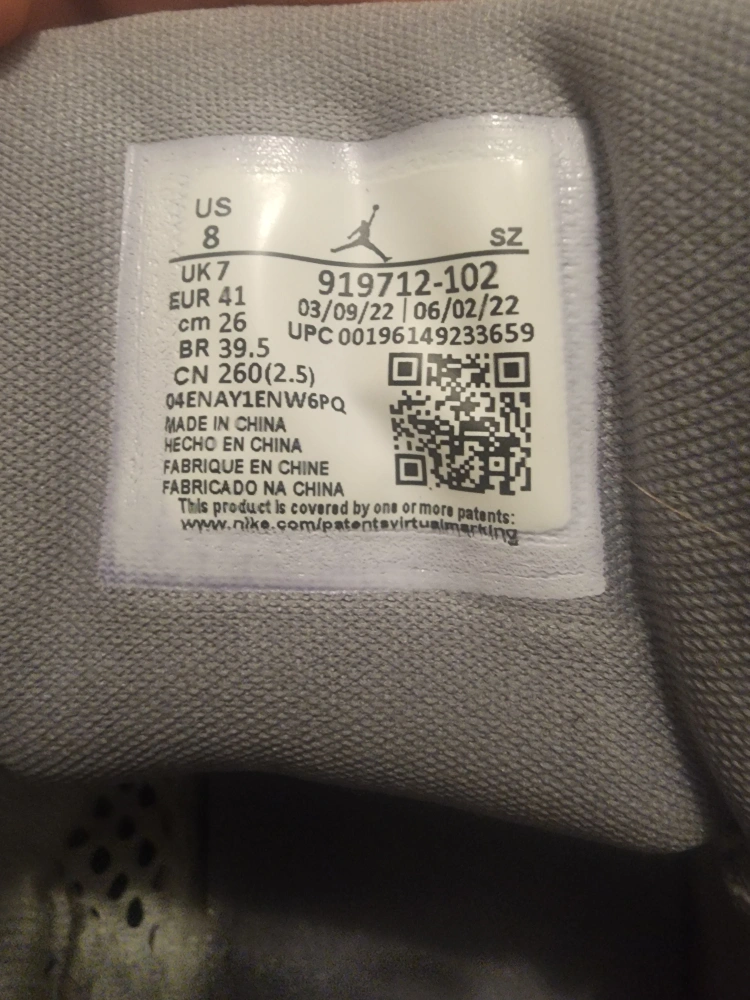 US
8
SZ
UK 7
919712-102
EUR 41
03/09/22 | 06/02/22
cm 26
UPC 00196149233659
BR 39.5
CN 260(2.5)
04ENAY1ENW6PQ
MADE IN CHINA
HECHO EN CHINA
FABRIQUE EN CHINE
FABRICADO NA CHINA
This product is covered by one or more patents:
www.nike.com/patentsvirtualmarking